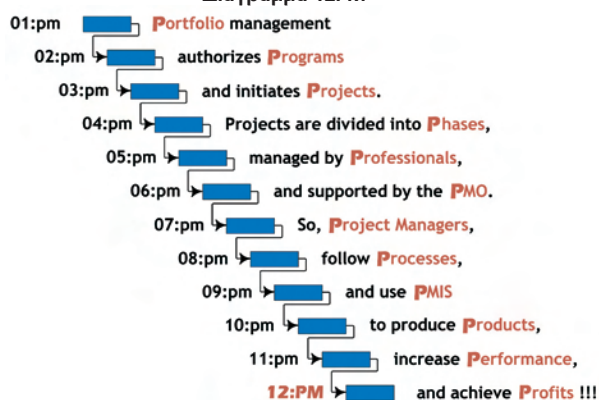 Διάγραμμα 12PM
01:pm Portfolio management
02:pm authorizes Programs
03:pm and initiates Projects.
04:pm Projects are divided into Phases,
05:pm managed by Professionals,
06:pm and supported by the PMO.
07:pm So, Project Managers,
08:pm follow Processes,
09:pm and use PMIS
10:pm to produce Products,
11:pm increase Performance,
12:PM and achieve Profits !!!